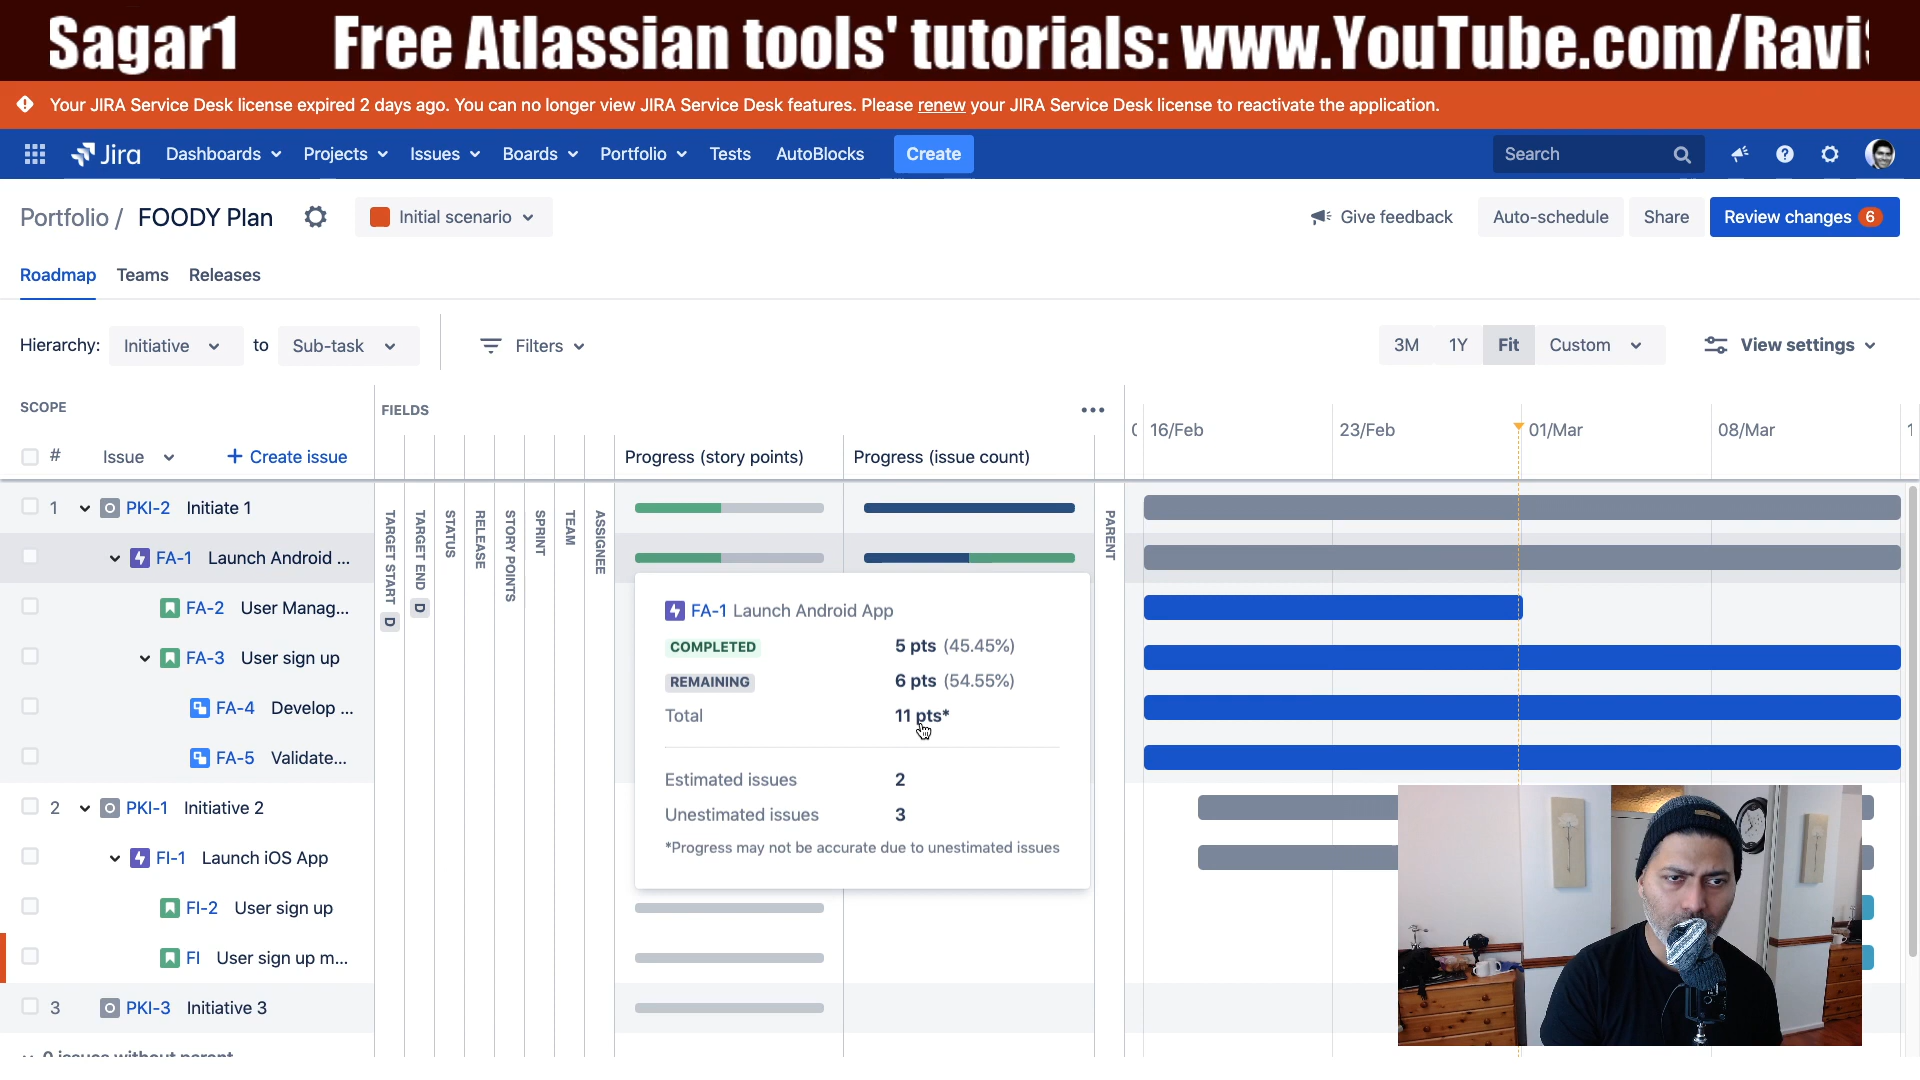 Sagar1 Free Atlassian tools' tutorials: www.YouTube.com/Ravi
Your JIRA Service Desk license expired 2 days ago. You can no longer view JIRA Service Desk features. Please renew your JIRA Service Desk license to reactivate the application.
Jira Dashboards Projects Issues Boards Portfolio Tests AutoBlocks Create Search
Portfolio / FOODY Plan Initial scenario Give feedback Auto-schedule Share Review changes 6
Roadmap Teams Releases
Hierarchy: Initiative to Sub-task Filters 3M 1Y Fit Custom View settings
SCOPE FIELDS •••
16/Feb 23/Feb 01/Mar 08/Mar
# Issue + Create issue Progress (story points) Progress (issue count)
TARGET START D
TARGET END D
STATUS
RELEASE
STORY POINTS
SPRINT
TEAM
ASSIGNEE
PARENT
1 PKI-2 Initiate 1
FA-1 Launch Android ...
FA-2 User Manag...
FA-3 User sign up
FA-4 Develop ...
FA-5 Validate...
2 PKI-1 Initiative 2
FI-1 Launch iOS App
FI-2 User sign up
FI User sign up m...
3 PKI-3 Initiative 3
FA-1 Launch Android App
COMPLETED 5 pts (45.45%)
REMAINING 6 pts (54.55%)
Total 11 pts*
Estimated issues 2
Unestimated issues 3
*Progress may not be accurate due to unestimated issues